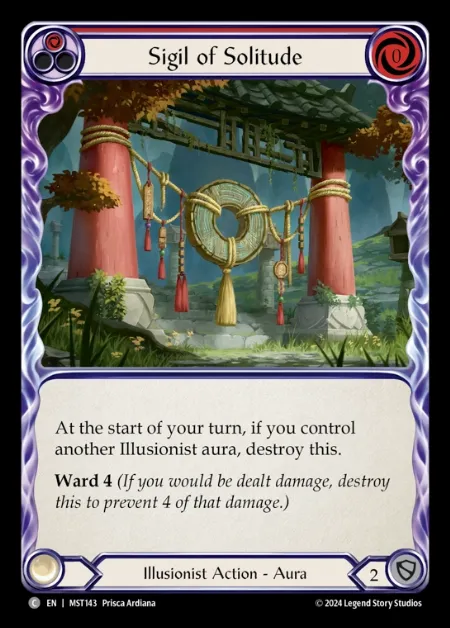 Sigil of Solitude
0
At the start of your turn, if you control
another Illusionist aura, destroy this.
Ward 4 (If you would be dealt damage, destroy
this to prevent 4 of that damage.)
Illusionist Action - Aura
2
C EN | MST143 Prisca Ardiana
© 2024 Legend Story Studios